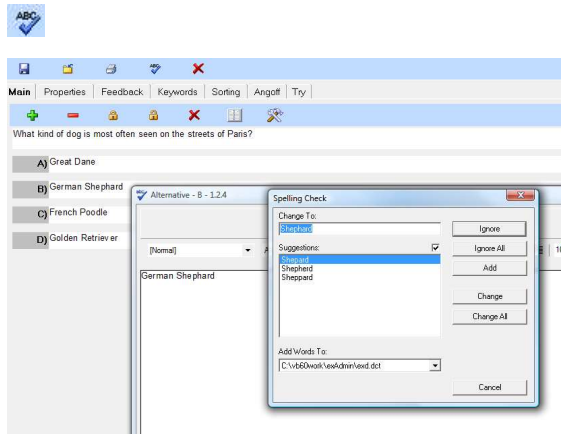 ABC
Main Properties Feedback Keywords Sorting Angoff Try
What kind of dog is most often seen on the streets of Paris?
A) Great Dane
B) German Shephard
C) French Poodle
D) Golden Retriever
Alternative - B - 1.2.4
[Normal]
German Shephard
Spelling Check
Change To:
Shephard
Ignore
Suggestions:
Ignore All
Shepard
Shepherd
Sheppard
Add
Change
Change All
Add Words To:
C:\vb60work\exAdmin\exd.dct
Cancel